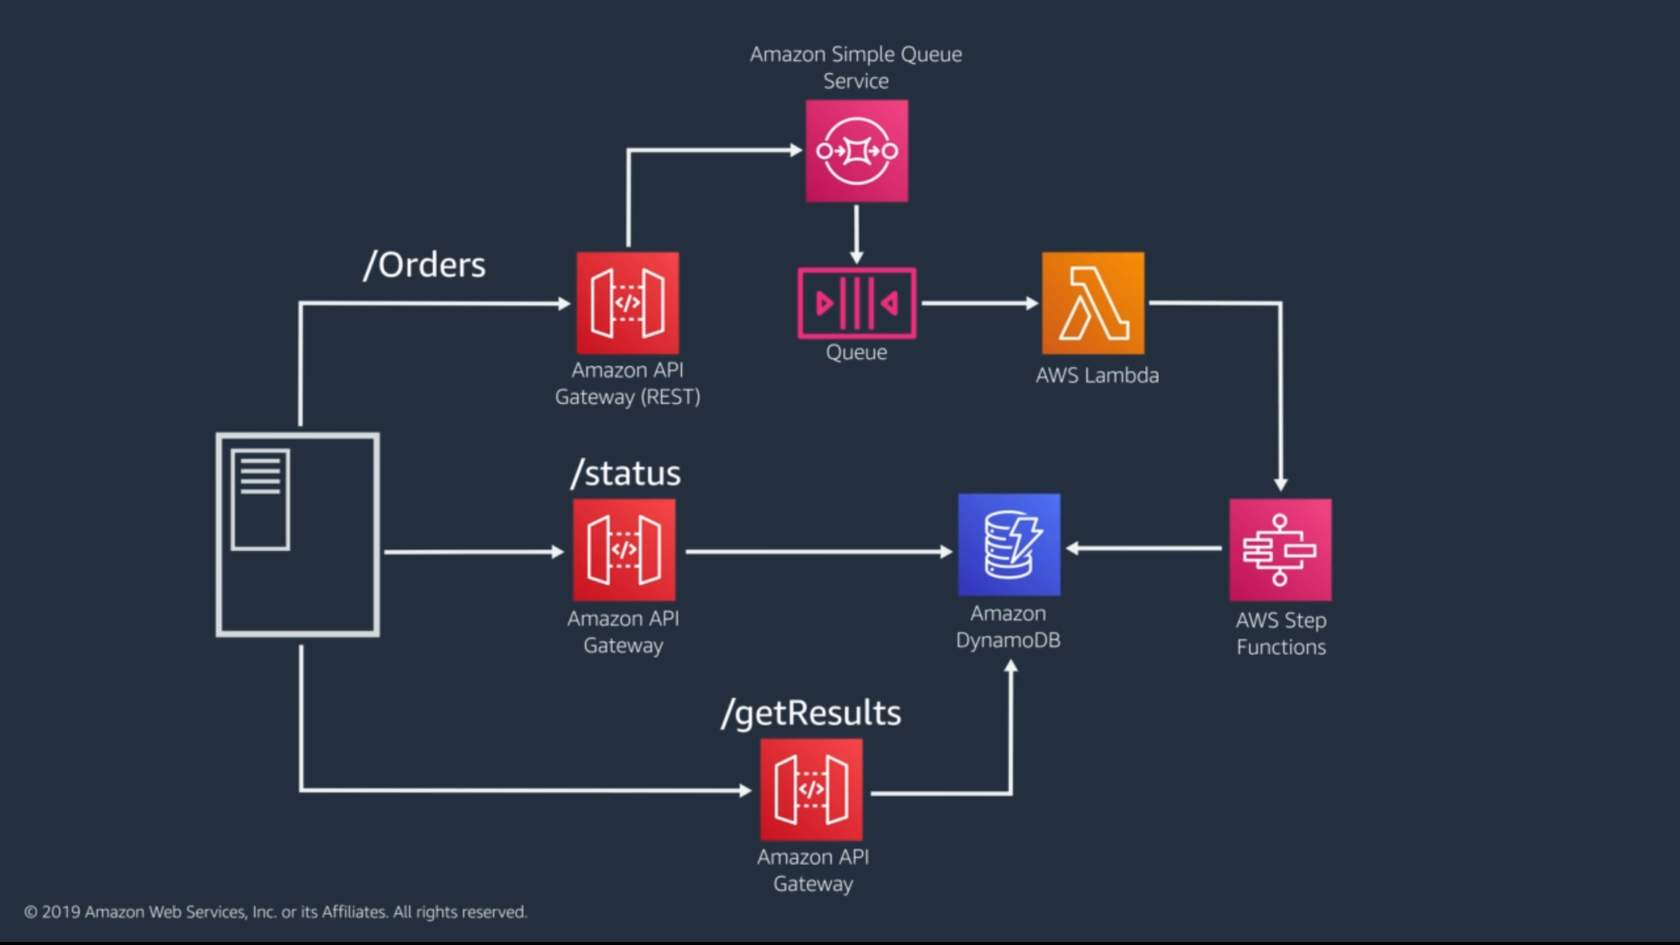 Amazon Simple Queue
Service
/Orders
Amazon API
Gateway (REST)
Queue
AWS Lambda
/status
Amazon API
Gateway
Amazon
DynamoDB
AWS Step
Functions
/getResults
Amazon API
Gateway
© 2019 Amazon Web Services, Inc. or its Affiliates. All rights reserved.